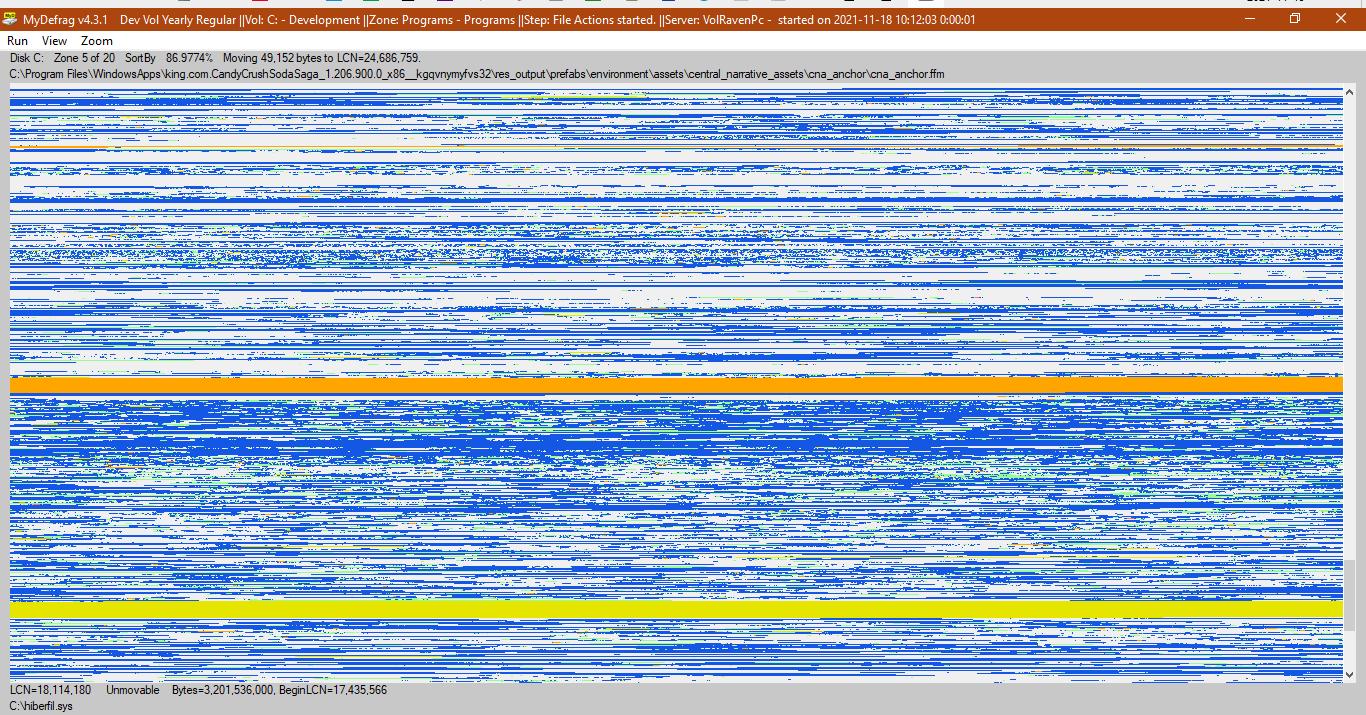 MyDefrag v4.3.1 Dev Vol Yearly Regular ||Vol: C: - Development ||Zone: Programs - Programs ||Step: File Actions started. ||Server: VolRavenPc - started on 2021-11-18 10:12:03 0:00:01
Run View Zoom
Disk C: Zone 5 of 20 SortBy 86.9774% Moving 49,152 bytes to LCN=24,686,759.
C:\Program Files\WindowsApps\king.com.CandyCrushSodaSaga_1.206.900.0_x86__kgqvnymyfvs32\res_output\prefabs\environment\assets\central_narrative_assets\cna_anchor\cna_anchor.ffm
LCN=18,114,180 Unmovable Bytes=3,201,536,000, BeginLCN=17,435,566
C:\hiberfil.sys